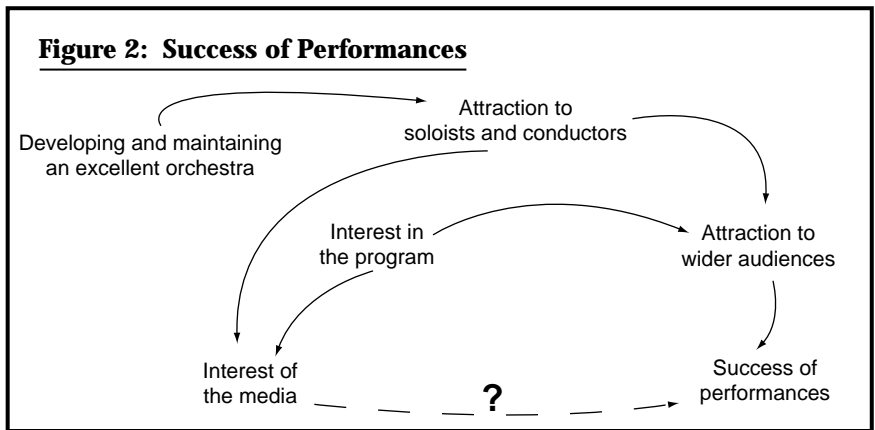 Figure 2: Success of Performances
Attraction to
soloists and conductors
Developing and maintaining
an excellent orchestra
Interest in
the program
Attraction to
wider audiences
Interest of
the media
?
Success of
performances